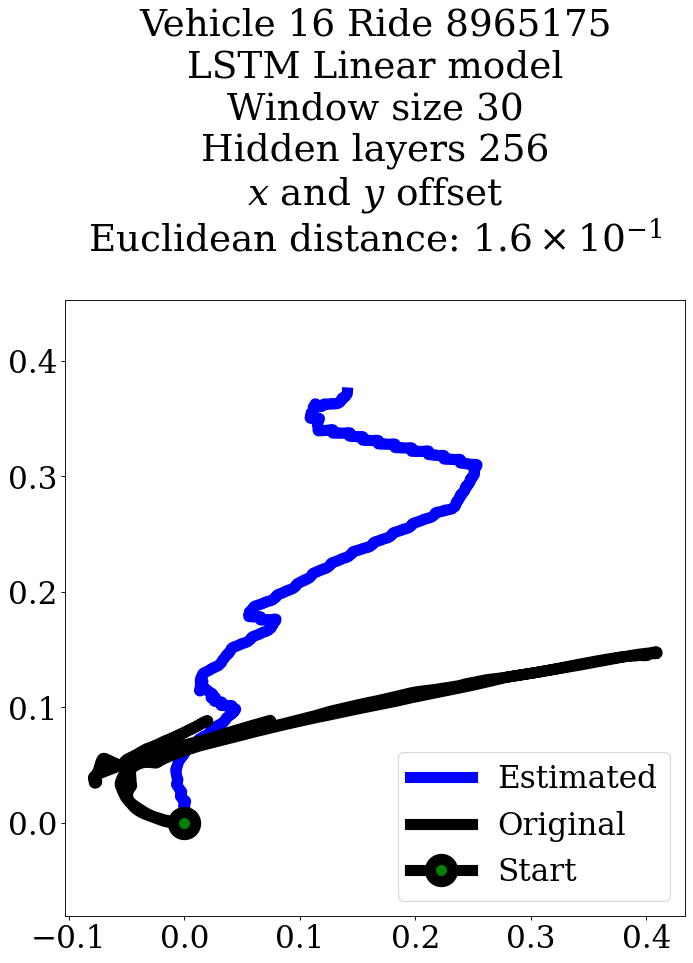 Vehicle 16 Ride 8965175
LSTM Linear model
Window size 30
Hidden layers 256
x and y offset
Euclidean distance: 1.6 × 10⁻¹
0.4
0.3
0.2
0.1
0.0
Estimated
Original
Start
−0.1 0.0 0.1 0.2 0.3 0.4